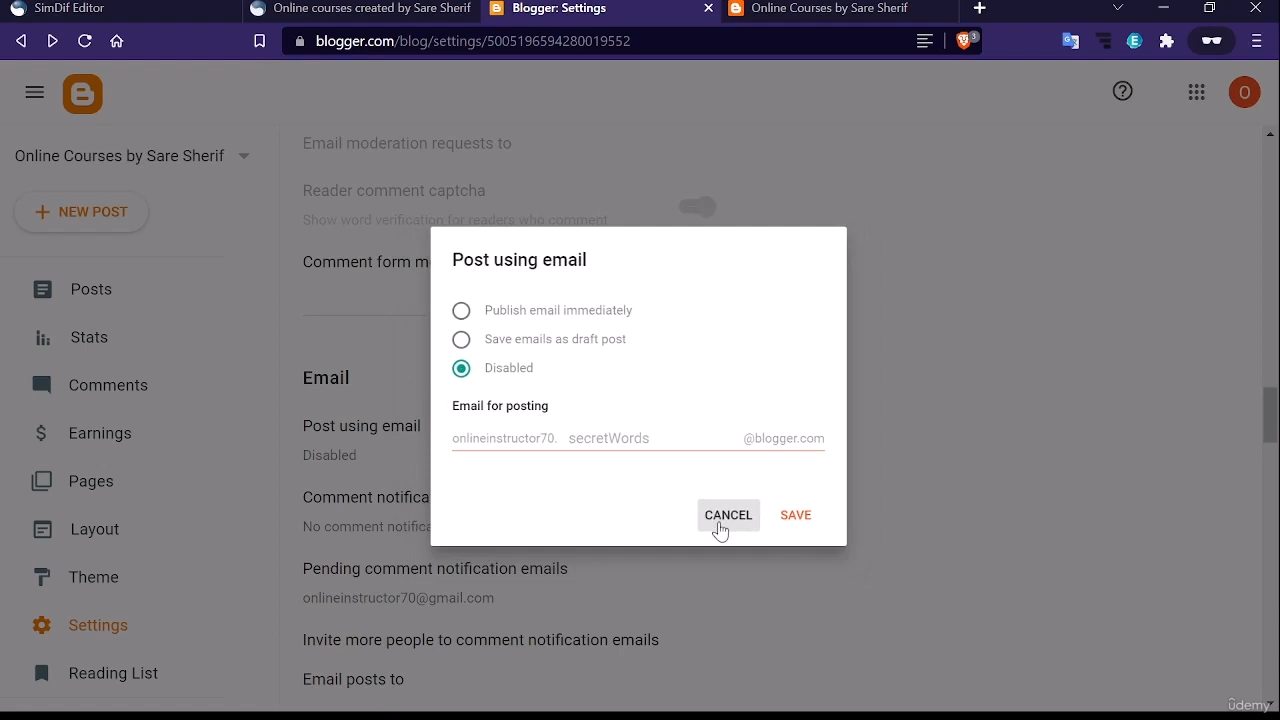 SimDif Editor
Online courses created by Sare Sherif
Blogger: Settings
Online Courses By Sare Sherif
blogger.com/blog/settings/5005196594280019552
3
O
Online Courses by Sare Sherif
NEW POST
Posts
Stats
Comments
Earnings
Pages
Layout
Theme
Settings
Reading List
Email moderation requests to
Reader comment captcha
Show word verification for readers who comment
Comment form m
Email
Post using email
Disabled
Comment notifica
No comment notifica
Pending comment notification emails
onlineinstructor70@gmail.com
Invite more people to comment notification emails
Email posts to
Post using email
Publish email immediately
Save emails as draft post
Disabled
Email for posting
onlineinstructor70. secretWords @blogger.com
CANCEL SAVE
ûdemy